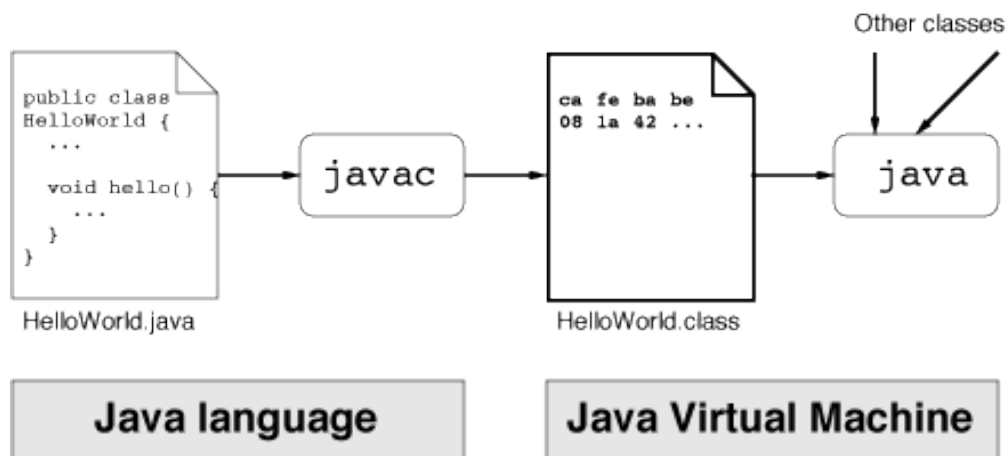 Other classes
public class
HelloWorld {
...
void hello() {
...
}
}
javac
ca fe ba be
08 1a 42 ...
java
HelloWorld.java
HelloWorld.class
Java language
Java Virtual Machine